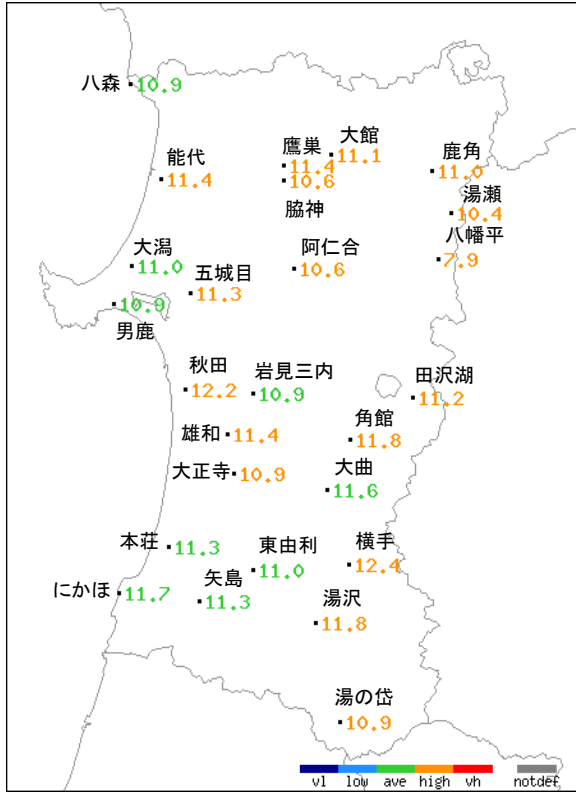 八森 10.9
大館 11.1
鷹巣 11.4
10.6
脇神
能代 11.4
鹿角 11.0
湯瀬 10.4
八幡平 7.9
大潟 11.0
阿仁合 10.6
五城目 11.3
10.9
男鹿
秋田 12.2
岩見三内 10.9
田沢湖 11.2
雄和 11.4
角館 11.8
大正寺 10.9
大曲 11.6
本荘 11.3
東由利 11.0
横手 12.4
にかほ 11.7
矢島 11.3
湯沢 11.8
湯の岱 10.9
vl low ave high vh notdef